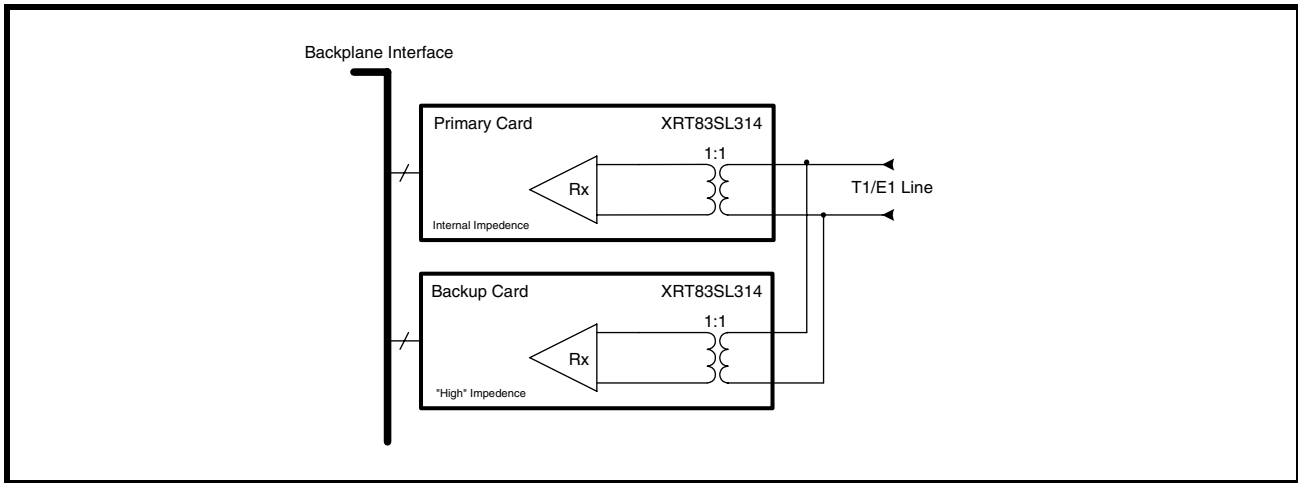 Backplane Interface
Primary Card XRT83SL314
1:1
Rx
T1/E1 Line
Internal Impedence
Backup Card XRT83SL314
1:1
Rx
"High" Impedence